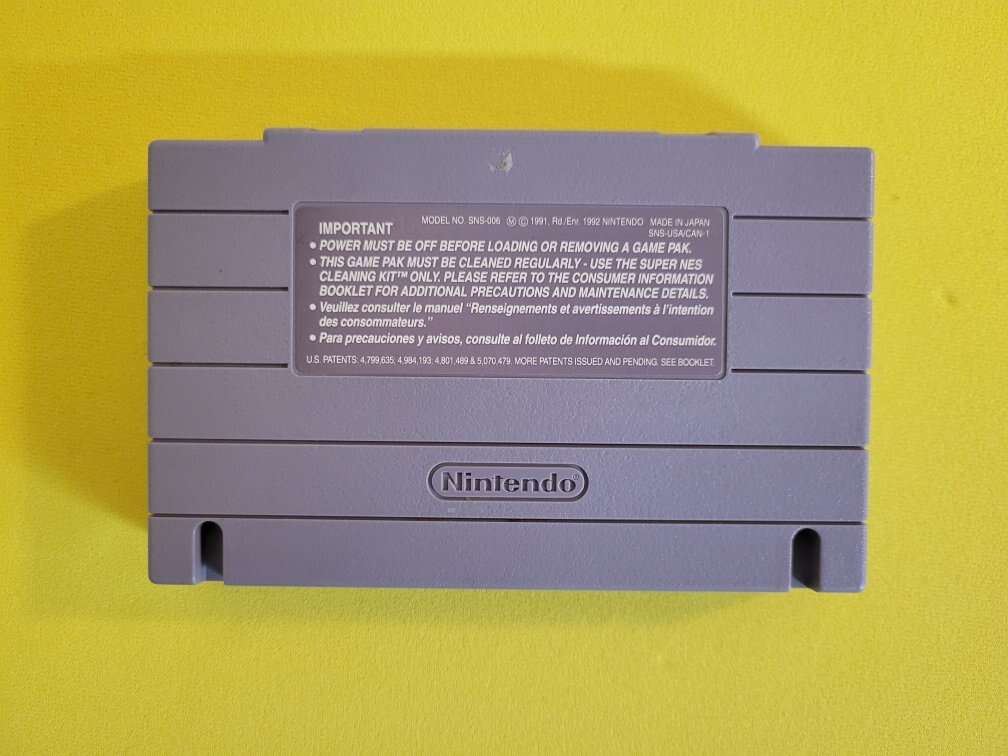 IMPORTANT MODEL NO. SNS-006 Ⓜ © 1991, Rd./Enr. 1992 NINTENDO MADE IN JAPAN
SNS-USA/CAN-1
• POWER MUST BE OFF BEFORE LOADING OR REMOVING A GAME PAK.
• THIS GAME PAK MUST BE CLEANED REGULARLY - USE THE SUPER NES
CLEANING KIT™ ONLY. PLEASE REFER TO THE CONSUMER INFORMATION
BOOKLET FOR ADDITIONAL PRECAUTIONS AND MAINTENANCE DETAILS.
• Veuillez consulter le manuel "Renseignements et avertissements à l'intention
des consommateurs."
• Para precauciones y avisos, consulte al folleto de Información al Consumidor.
U.S. PATENTS: 4,799,635; 4,984,193; 4,801,489 & 5,070,479. MORE PATENTS ISSUED AND PENDING. SEE BOOKLET.
Nintendo®